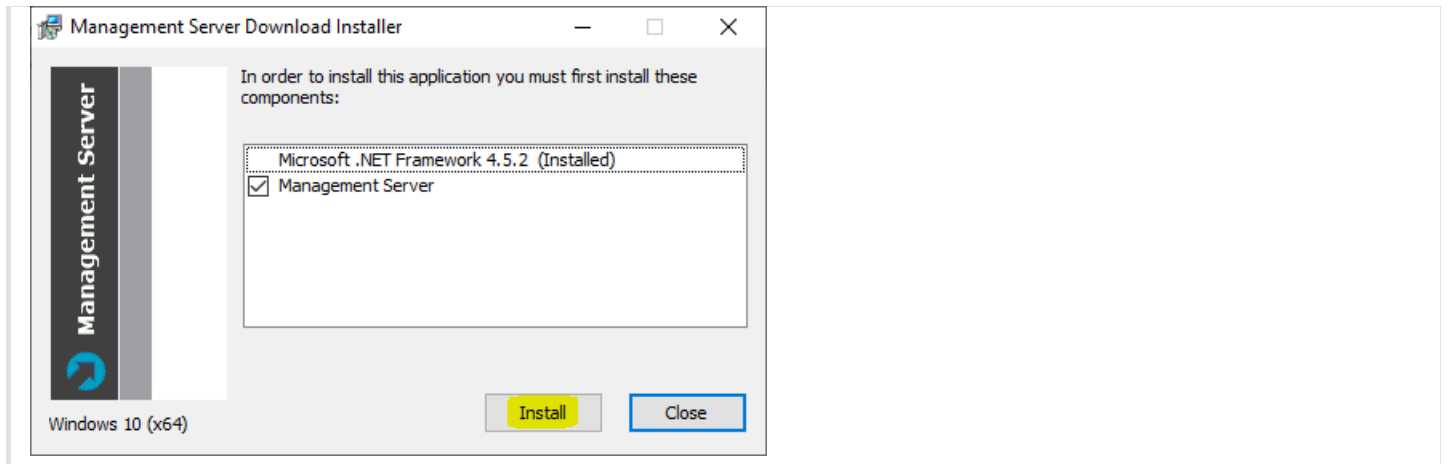 Management Server Download Installer
In order to install this application you must first install these
components:
Microsoft .NET Framework 4.5.2 (Installed)
Management Server
Management Server
Install
Close
Windows 10 (x64)